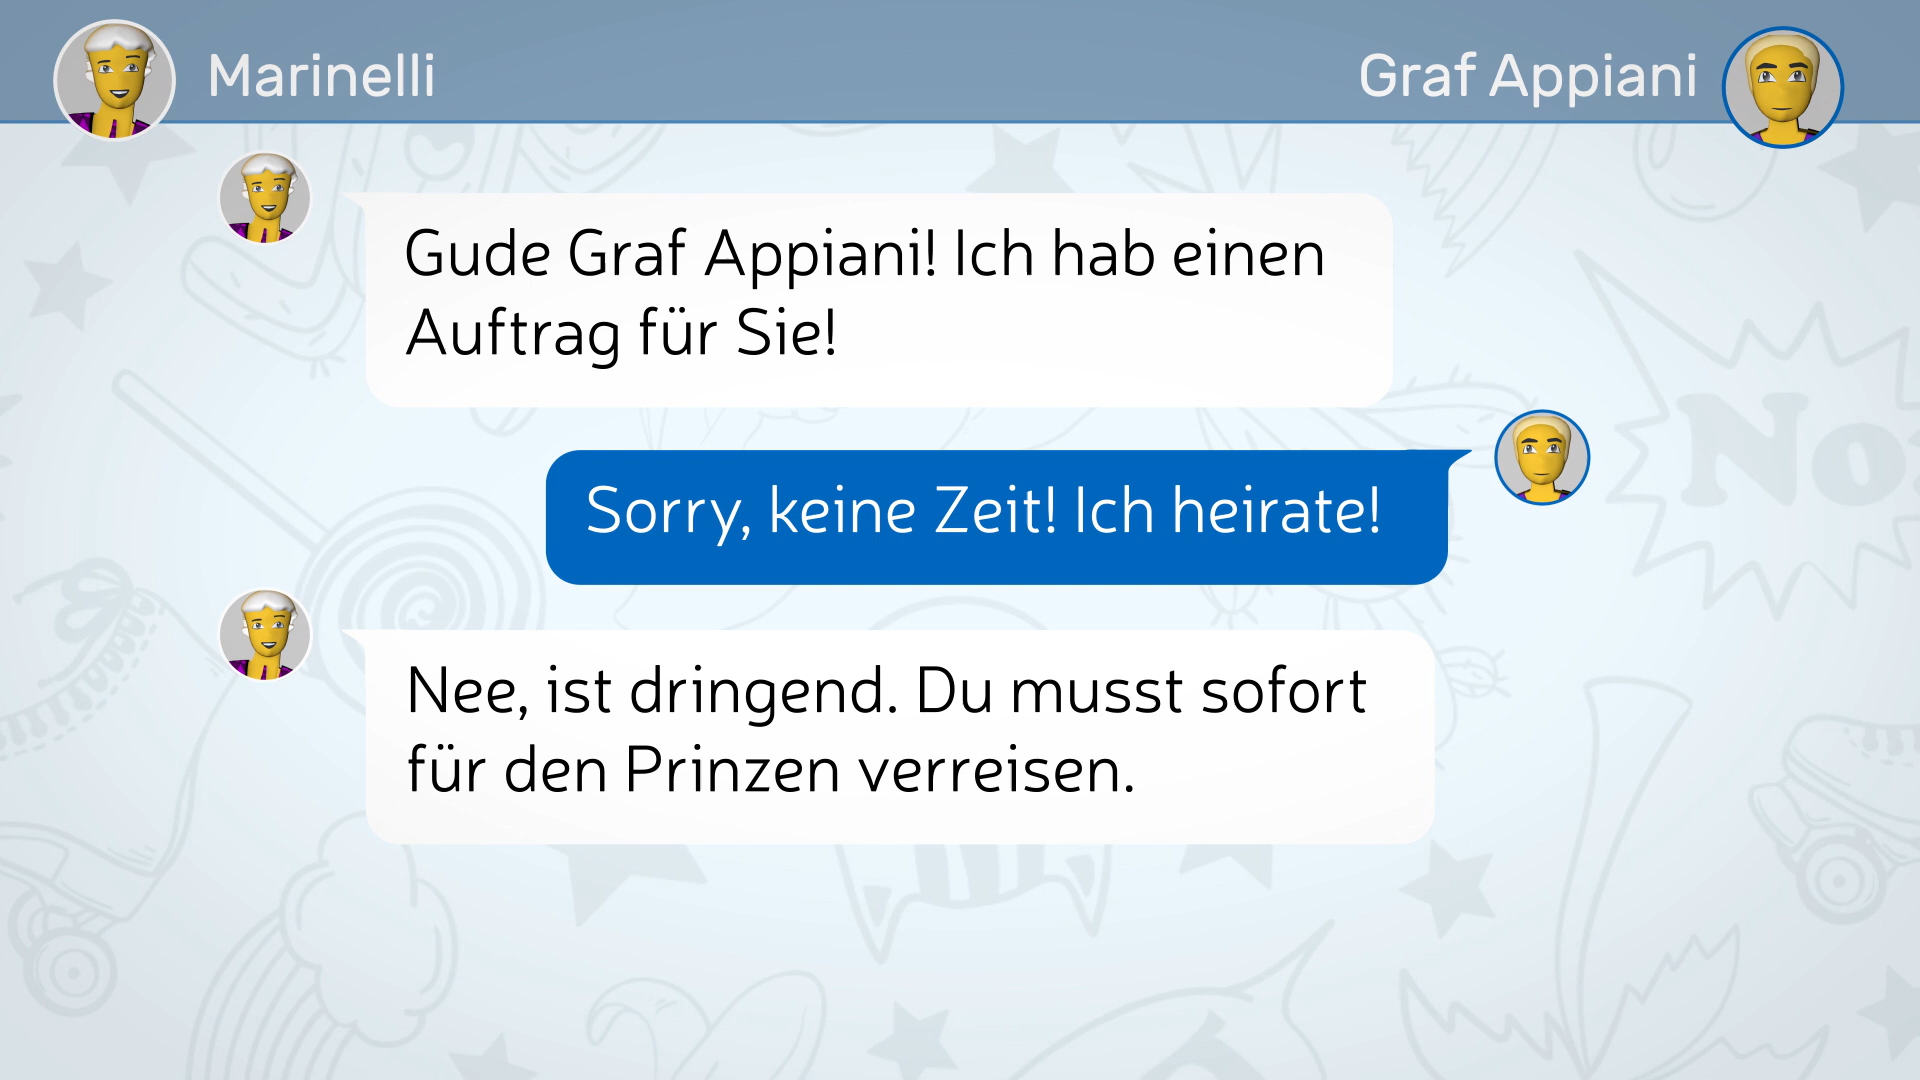 Marinelli
Graf Appiani
Gude Graf Appiani! Ich hab einen
Auftrag für Sie!
Sorry, keine Zeit! Ich heirate!
No
Nee, ist dringend. Du musst sofort
für den Prinzen verreisen.